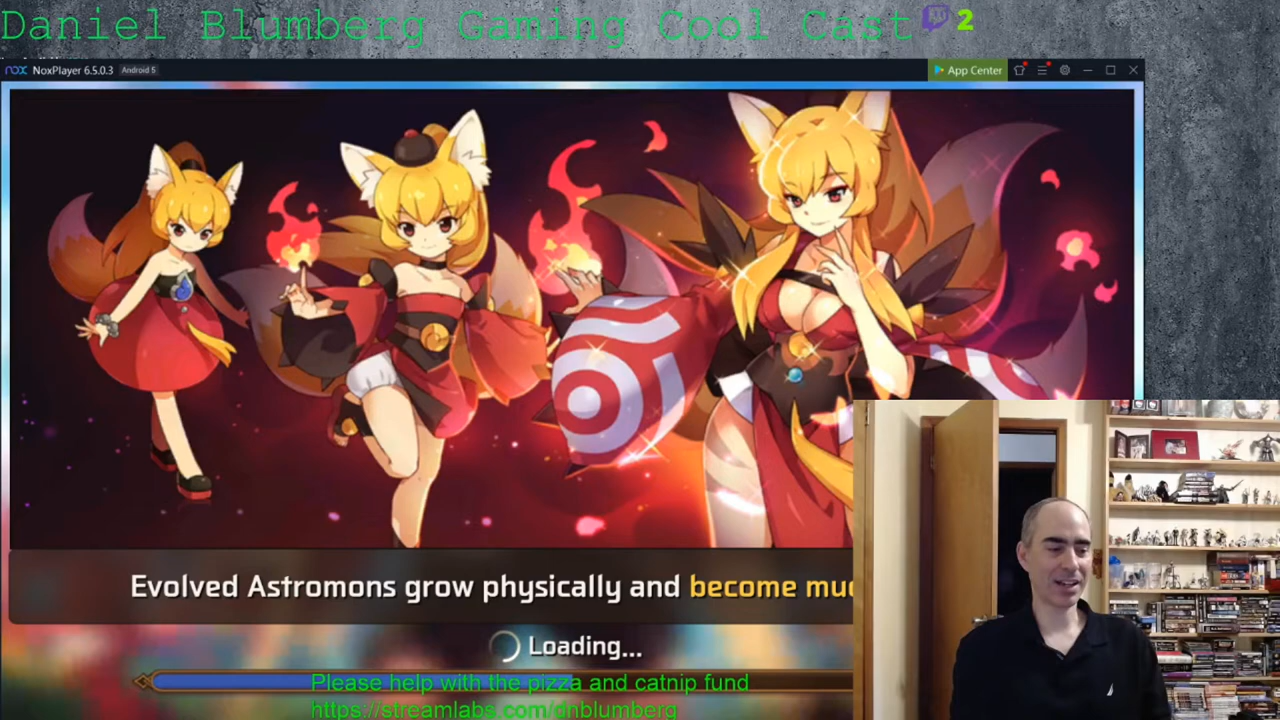 Daniel Blumberg Gaming Cool Cast 2
nox NoxPlayer 6.5.0.3 Android 5 App Center
Evolved Astromons grow physically and become
Loading...
Please help with the pizza and catnip fund
https://streamlabs.com/dnblumberg